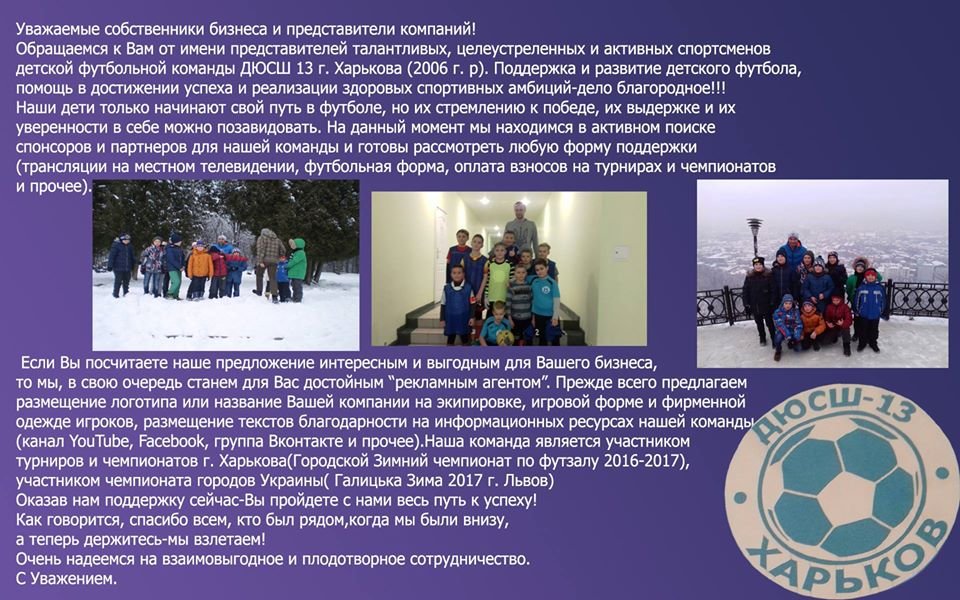 Уважаемые собственники бизнеса и представители компаний!
Обращаемся к Вам от имени представителей талантливых, целеустреленных и активных спортсменов
детской футбольной команды ДЮСШ 13 г. Харькова (2006 г. р). Поддержка и развитие детского футбола,
помощь в достижении успеха и реализации здоровых спортивных амбиций-дело благородное!!!
Наши дети только начинают свой путь в футболе, но их стремлению к победе, их выдержке и их
уверенности в себе можно позавидовать. На данный момент мы находимся в активном поиске
спонсоров и партнеров для нашей команды и готовы рассмотреть любую форму поддержки
(трансляции на местном телевидении, футбольная форма, оплата взносов на турнирах и чемпионатов
и прочее).
Если Вы посчитаете наше предложение интересным и выгодным для Вашего бизнеса,
то мы, в свою очередь станем для Вас достойным “рекламным агентом”. Прежде всего предлагаем
размещение логотипа или название Вашей компании на экипировке, игровой форме и фирменной
одежде игроков, размещение текстов благодарности на информационных ресурсах нашей команды
(канал YouTube, Facebook, группа Вконтакте и прочее).Наша команда является участником
турниров и чемпионатов г. Харькова(Городской Зимний чемпионат по футзалу 2016-2017),
участником чемпионата городов Украины( Галицька Зима 2017 г. Львов)
Оказав нам поддержку сейчас-Вы пройдете с нами весь путь к успеху!
Как говорится, спасибо всем, кто был рядом,когда мы были внизу,
а теперь держитесь-мы взлетаем!
Очень надеемся на взаимовыгодное и плодотворное сотрудничество.
С Уважением.
ДЮСШ-13
ХАРЬКОВ